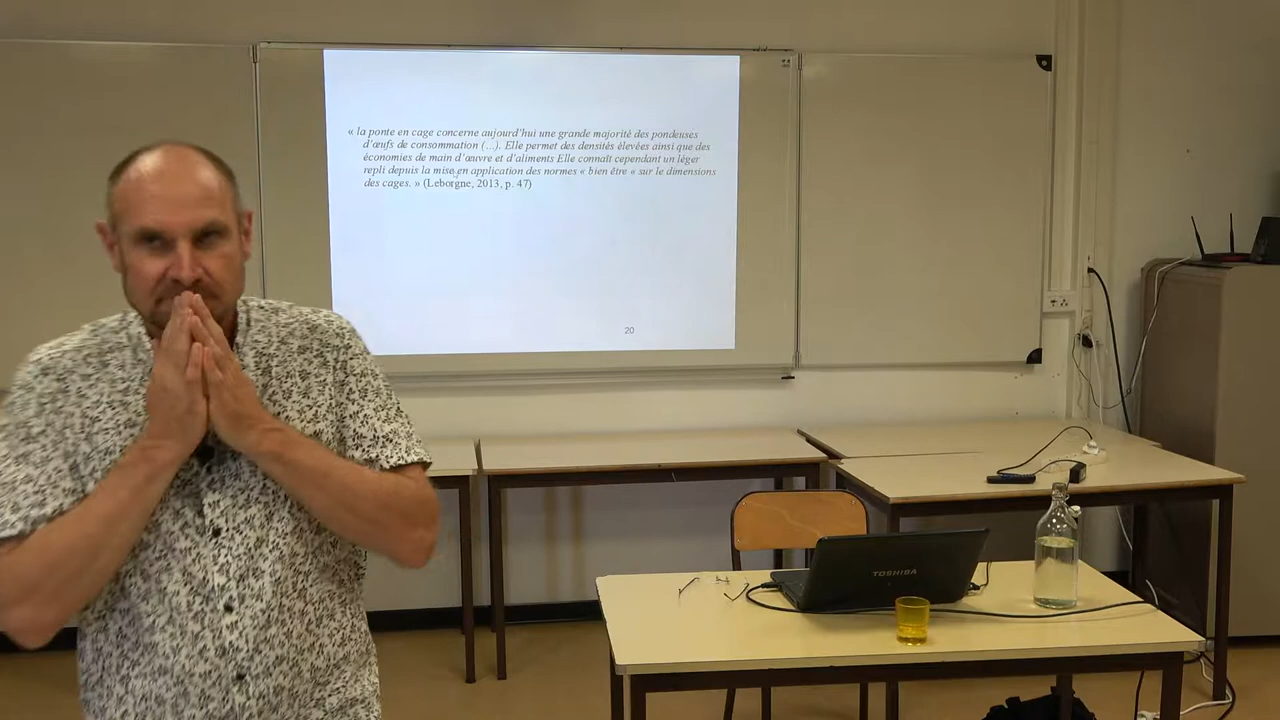 « la ponte en cage concerne aujourd'hui une grande majorité des pondeuses
d'œufs de consommation (...). Elle permet des densités élevées ainsi que des
économies de main d'œuvre et d'aliments Elle connaît cependant un léger
repli depuis la mise en application des normes « bien être « sur le dimensions
des cages. » (Leborgne, 2013, p. 47)
20
TOSHIBA